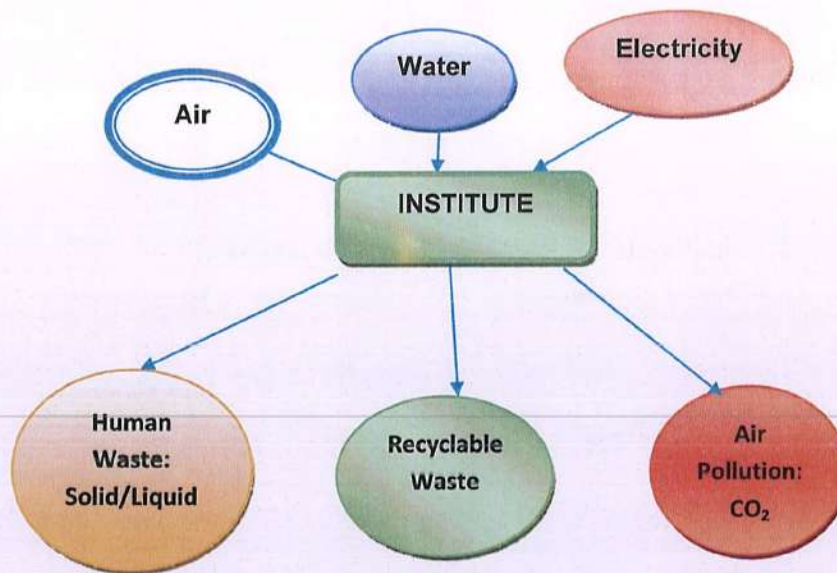 Air
Water
Electricity
INSTITUTE
Human
Waste:
Solid/Liquid
Recyclable
Waste
Air
Pollution:
CO₂